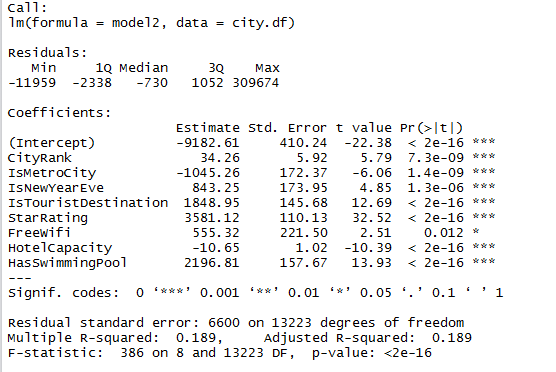 Call:
lm(formula = model2, data = city.df)
Residuals:
Min 1Q Median 3Q Max
-11959 -2338 -730 1052 309674
Coefficients:
Estimate Std. Error t value Pr(>|t|)
(Intercept) -9182.61 410.24 -22.38 < 2e-16 ***
CityRank 34.26 5.92 5.79 7.3e-09 ***
IsMetroCity -1045.26 172.37 -6.06 1.4e-09 ***
IsNewYearEve 843.25 173.95 4.85 1.3e-06 ***
IsTouristDestination 1848.95 145.68 12.69 < 2e-16 ***
StarRating 3581.12 110.13 32.52 < 2e-16 ***
FreeWifi 555.32 221.50 2.51 0.012 *
HotelCapacity -10.65 1.02 -10.39 < 2e-16 ***
HasSwimmingPool 2196.81 157.67 13.93 < 2e-16 ***
---
Signif. codes: 0 ‘***’ 0.001 ‘**’ 0.01 ‘*’ 0.05 ‘.’ 0.1 ‘ ’ 1
Residual standard error: 6600 on 13223 degrees of freedom
Multiple R-squared: 0.189, Adjusted R-squared: 0.189
F-statistic: 386 on 8 and 13223 DF, p-value: <2e-16